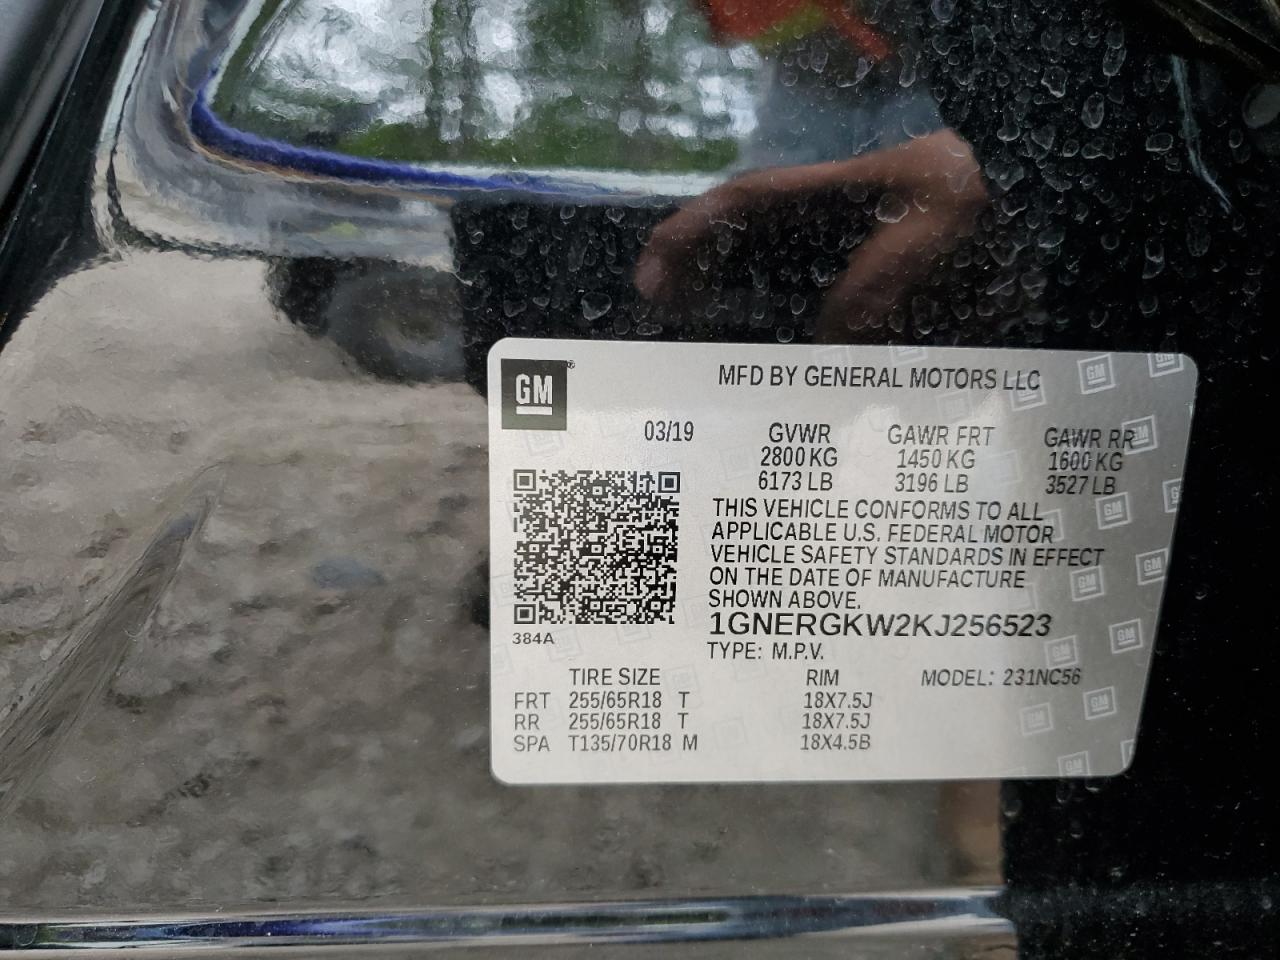 GM
MFD BY GENERAL MOTORS LLC
03/19 GVWR GAWR FRT GAWR RR
2800 KG 1450 KG 1600 KG
6173 LB 3196 LB 3527 LB
THIS VEHICLE CONFORMS TO ALL
APPLICABLE U.S. FEDERAL MOTOR
VEHICLE SAFETY STANDARDS IN EFFECT
ON THE DATE OF MANUFACTURE
SHOWN ABOVE.
384A
1GNERGKW2KJ256523
TYPE: M.P.V.
TIRE SIZE RIM MODEL: 231NC56
FRT 255/65R18 T 18X7.5J
RR 255/65R18 T 18X7.5J
SPA T135/70R18 M 18X4.5B